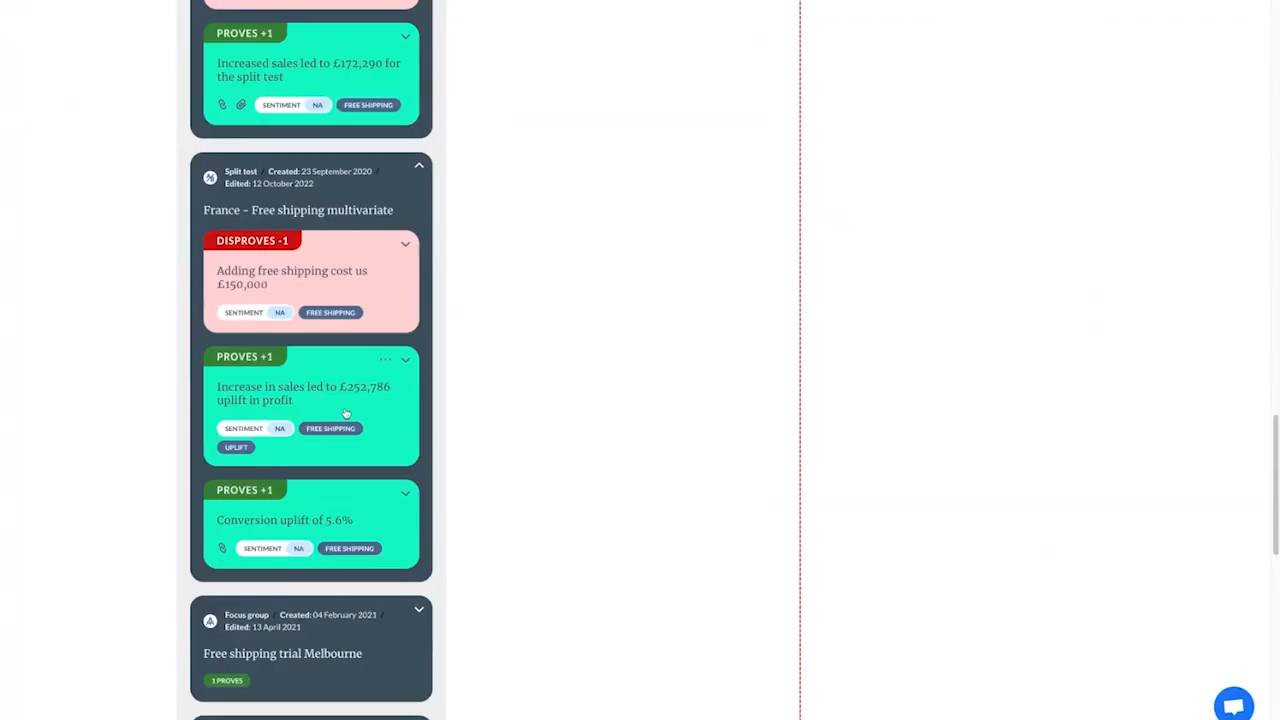 PROVES +1
Increased sales led to £172,290 for
the split test
SENTIMENT NA FREE SHIPPING
Split test / Created: 23 September 2020 /
Edited: 12 October 2022
France - Free shipping multivariate
DISPROVES -1
Adding free shipping cost us
£150,000
SENTIMENT NA FREE SHIPPING
PROVES +1
Increase in sales led to £252,786
uplift in profit
SENTIMENT NA FREE SHIPPING
UPLIFT
PROVES +1
Conversion uplift of 5.6%
SENTIMENT NA FREE SHIPPING
Focus group / Created: 04 February 2021 /
Edited: 13 April 2021
Free shipping trial Melbourne
1 PROVES